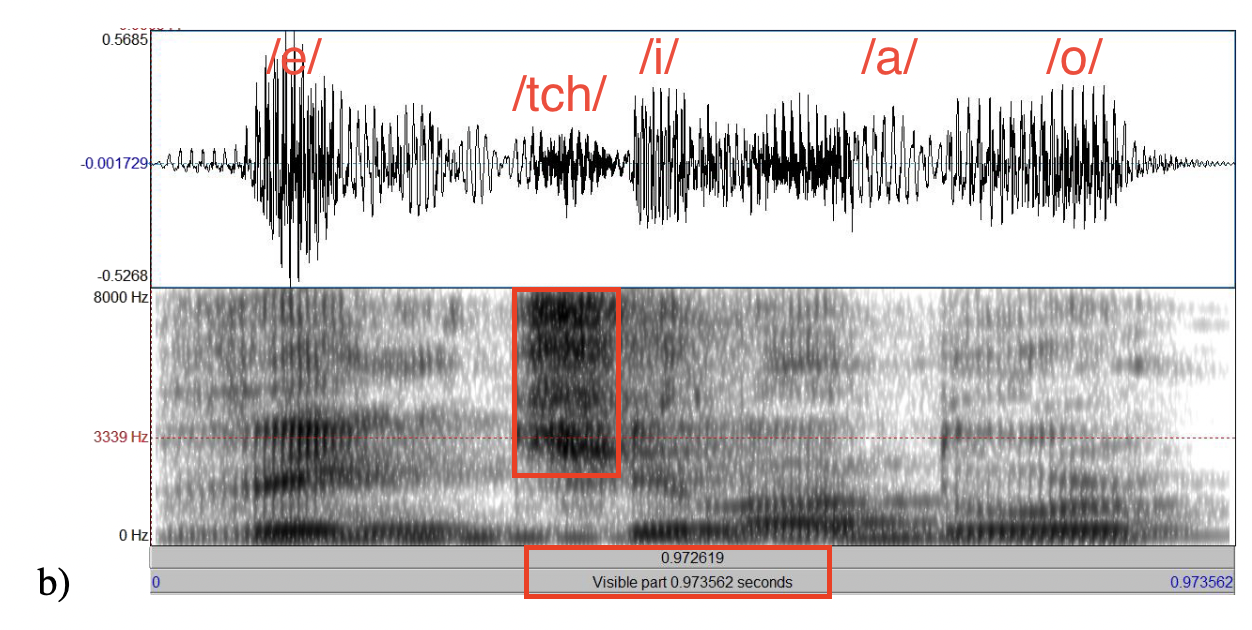 0.5685
/e/ /tch/ /i/ /a/ /o/
-0.001729
-0.5268
8000 Hz
3339 Hz
0 Hz
0.972619
b)
0 Visible part 0.973562 seconds 0.973562